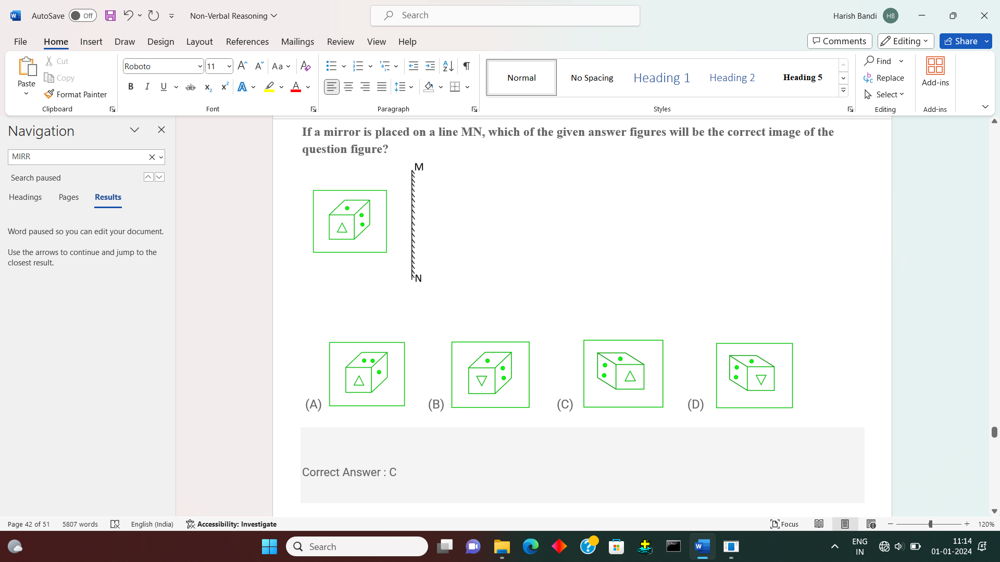 AutoSave Off Non-Verbal Reasoning Search Harish Bandi HB
File Home Insert Draw Design Layout References Mailings Review View Help Comments Editing Share
Paste Cut Copy Format Painter
Clipboard
Roboto 11 Aa
B I U ab x₂ x² A A
Font
Paragraph
Normal No Spacing Heading 1 Heading 2 Heading 5
Styles
Find Replace Select
Editing
Add-ins
Add-ins
Navigation
MIRR
Search paused
Headings Pages Results
Word paused so you can edit your document.
Use the arrows to continue and jump to the
closest result.
If a mirror is placed on a line MN, which of the given answer figures will be the correct image of the
question figure?
M
N
(A) (B) (C) (D)
Correct Answer : C
Page 42 of 51 5807 words English (India) Accessibility: Investigate Focus 120%
Search ENG
IN 11:14
01-01-2024